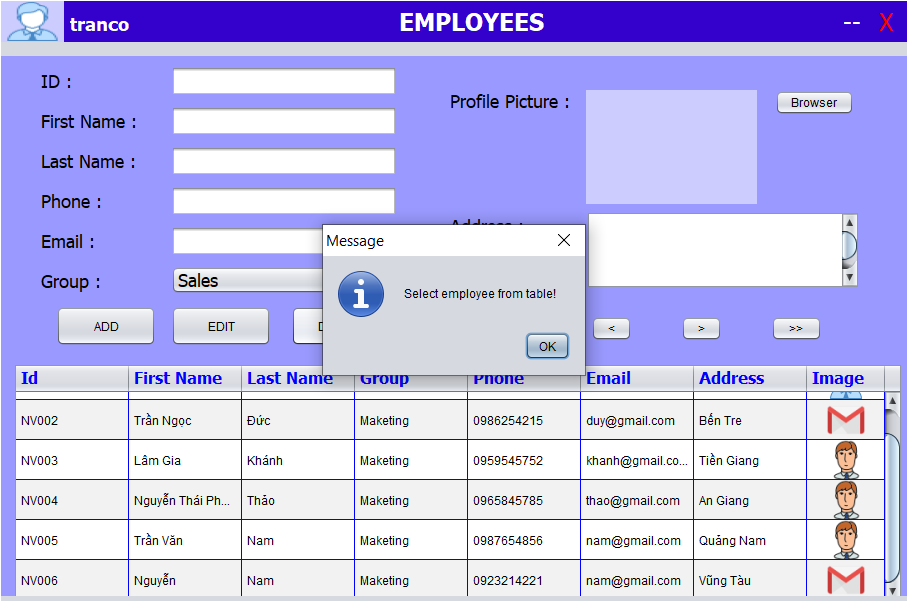 tranco
EMPLOYEES
--
X
ID :
First Name :
Last Name :
Phone :
Email :
Group :
Sales
Profile Picture :
Browser
Address :
Message
Select employee from table!
OK
ADD
EDIT
D
<
>
>>
Id First Name Last Name Group Phone Email Address Image
NV002 Trần Ngọc Đức Maketing 0986254215 duy@gmail.com Bến Tre
NV003 Lâm Gia Khánh Maketing 0959545752 khanh@gmail.co... Tiền Giang
NV004 Nguyễn Thái Ph... Thảo Maketing 0965845785 thao@gmail.com An Giang
NV005 Trần Văn Nam Maketing 0987654856 nam@gmail.com Quảng Nam
NV006 Nguyễn Nam Maketing 0923214221 nam@gmail.com Vũng Tàu